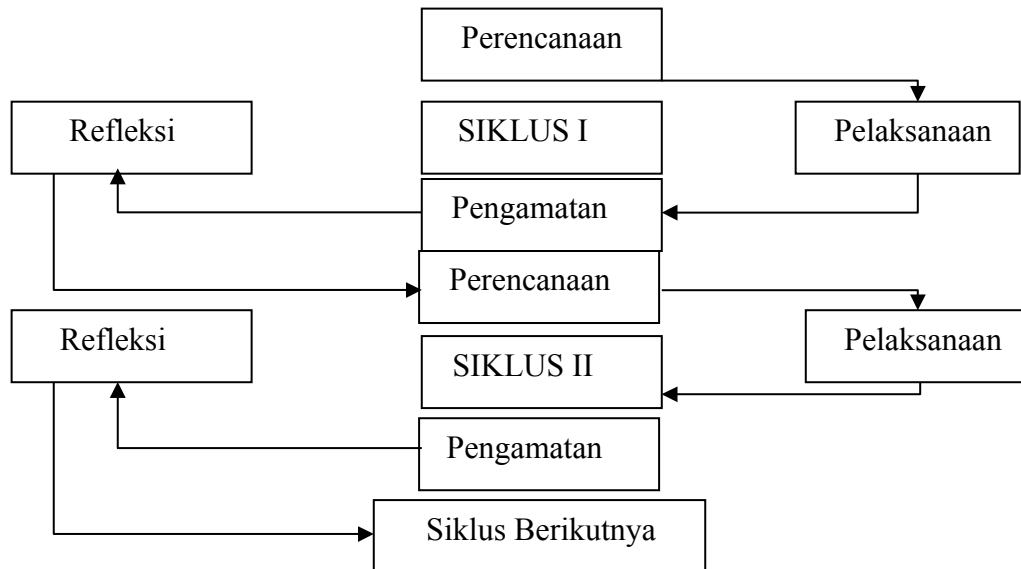 Perencanaan
Refleksi
SIKLUS I
Pelaksanaan
Pengamatan
Perencanaan
Refleksi
Pelaksanaan
SIKLUS II
Pengamatan
Siklus Berikutnya